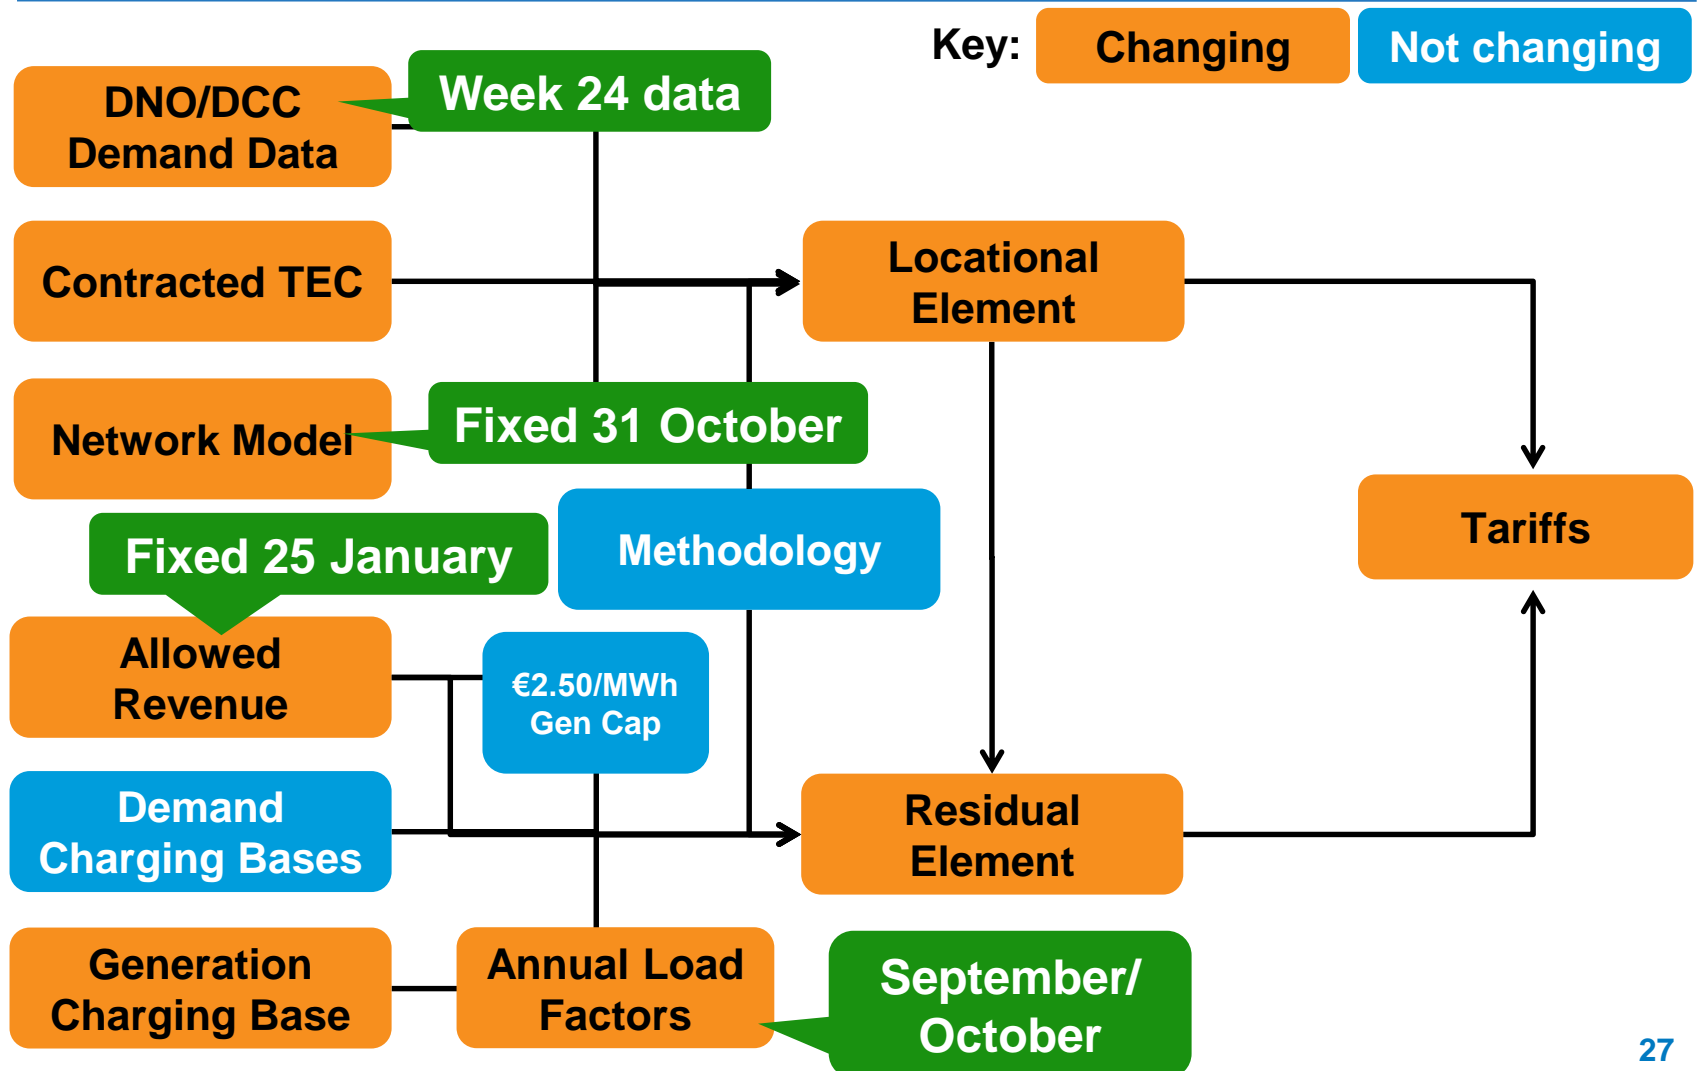 Key:
Changing
Not changing
DNO/DCC
Demand Data
Week 24 data
Contracted TEC
Locational
Element
Network Model
Fixed 31 October
Methodology
Tariffs
Fixed 25 January
Allowed
Revenue
€2.50/MWh
Gen Cap
Demand
Charging Bases
Residual
Element
Generation
Charging Base
Annual Load
Factors
September/
October
27